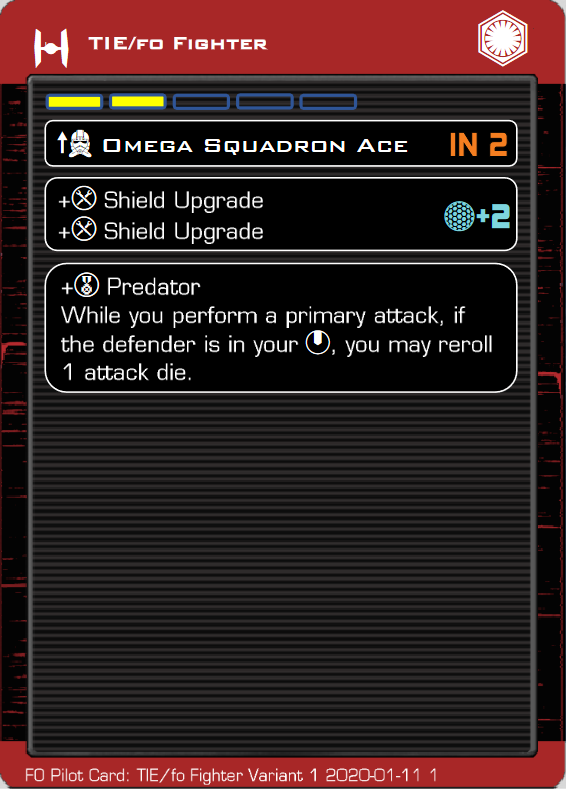 TIE/fo Fighter
Omega Squadron Ace IN 2
+ Shield Upgrade
+ Shield Upgrade
+2
+ Predator
While you perform a primary attack, if
the defender is in your , you may reroll
1 attack die.
FO Pilot Card: TIE/fo Fighter Variant 1 2020-01-11 1